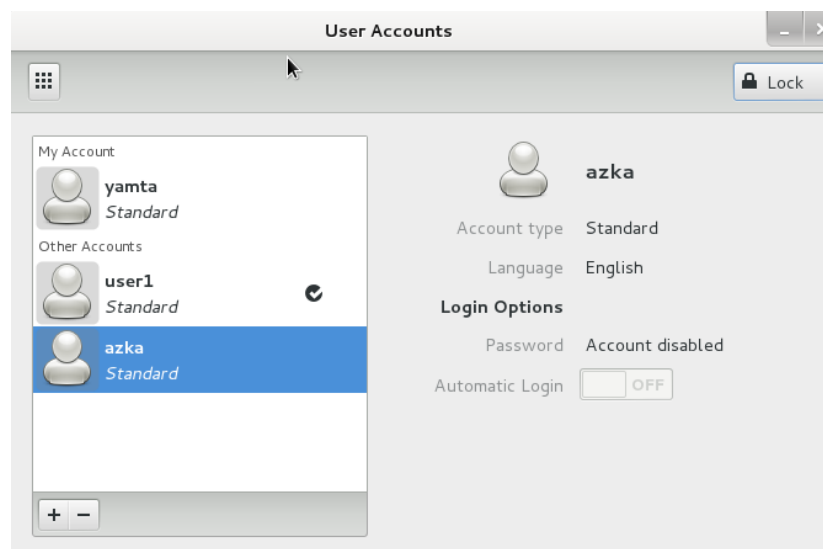 User Accounts
Lock
My Account
yamta
Standard
Other Accounts
user1
Standard
azka
Standard
azka
Account type Standard
Language English
Login Options
Password Account disabled
Automatic Login OFF